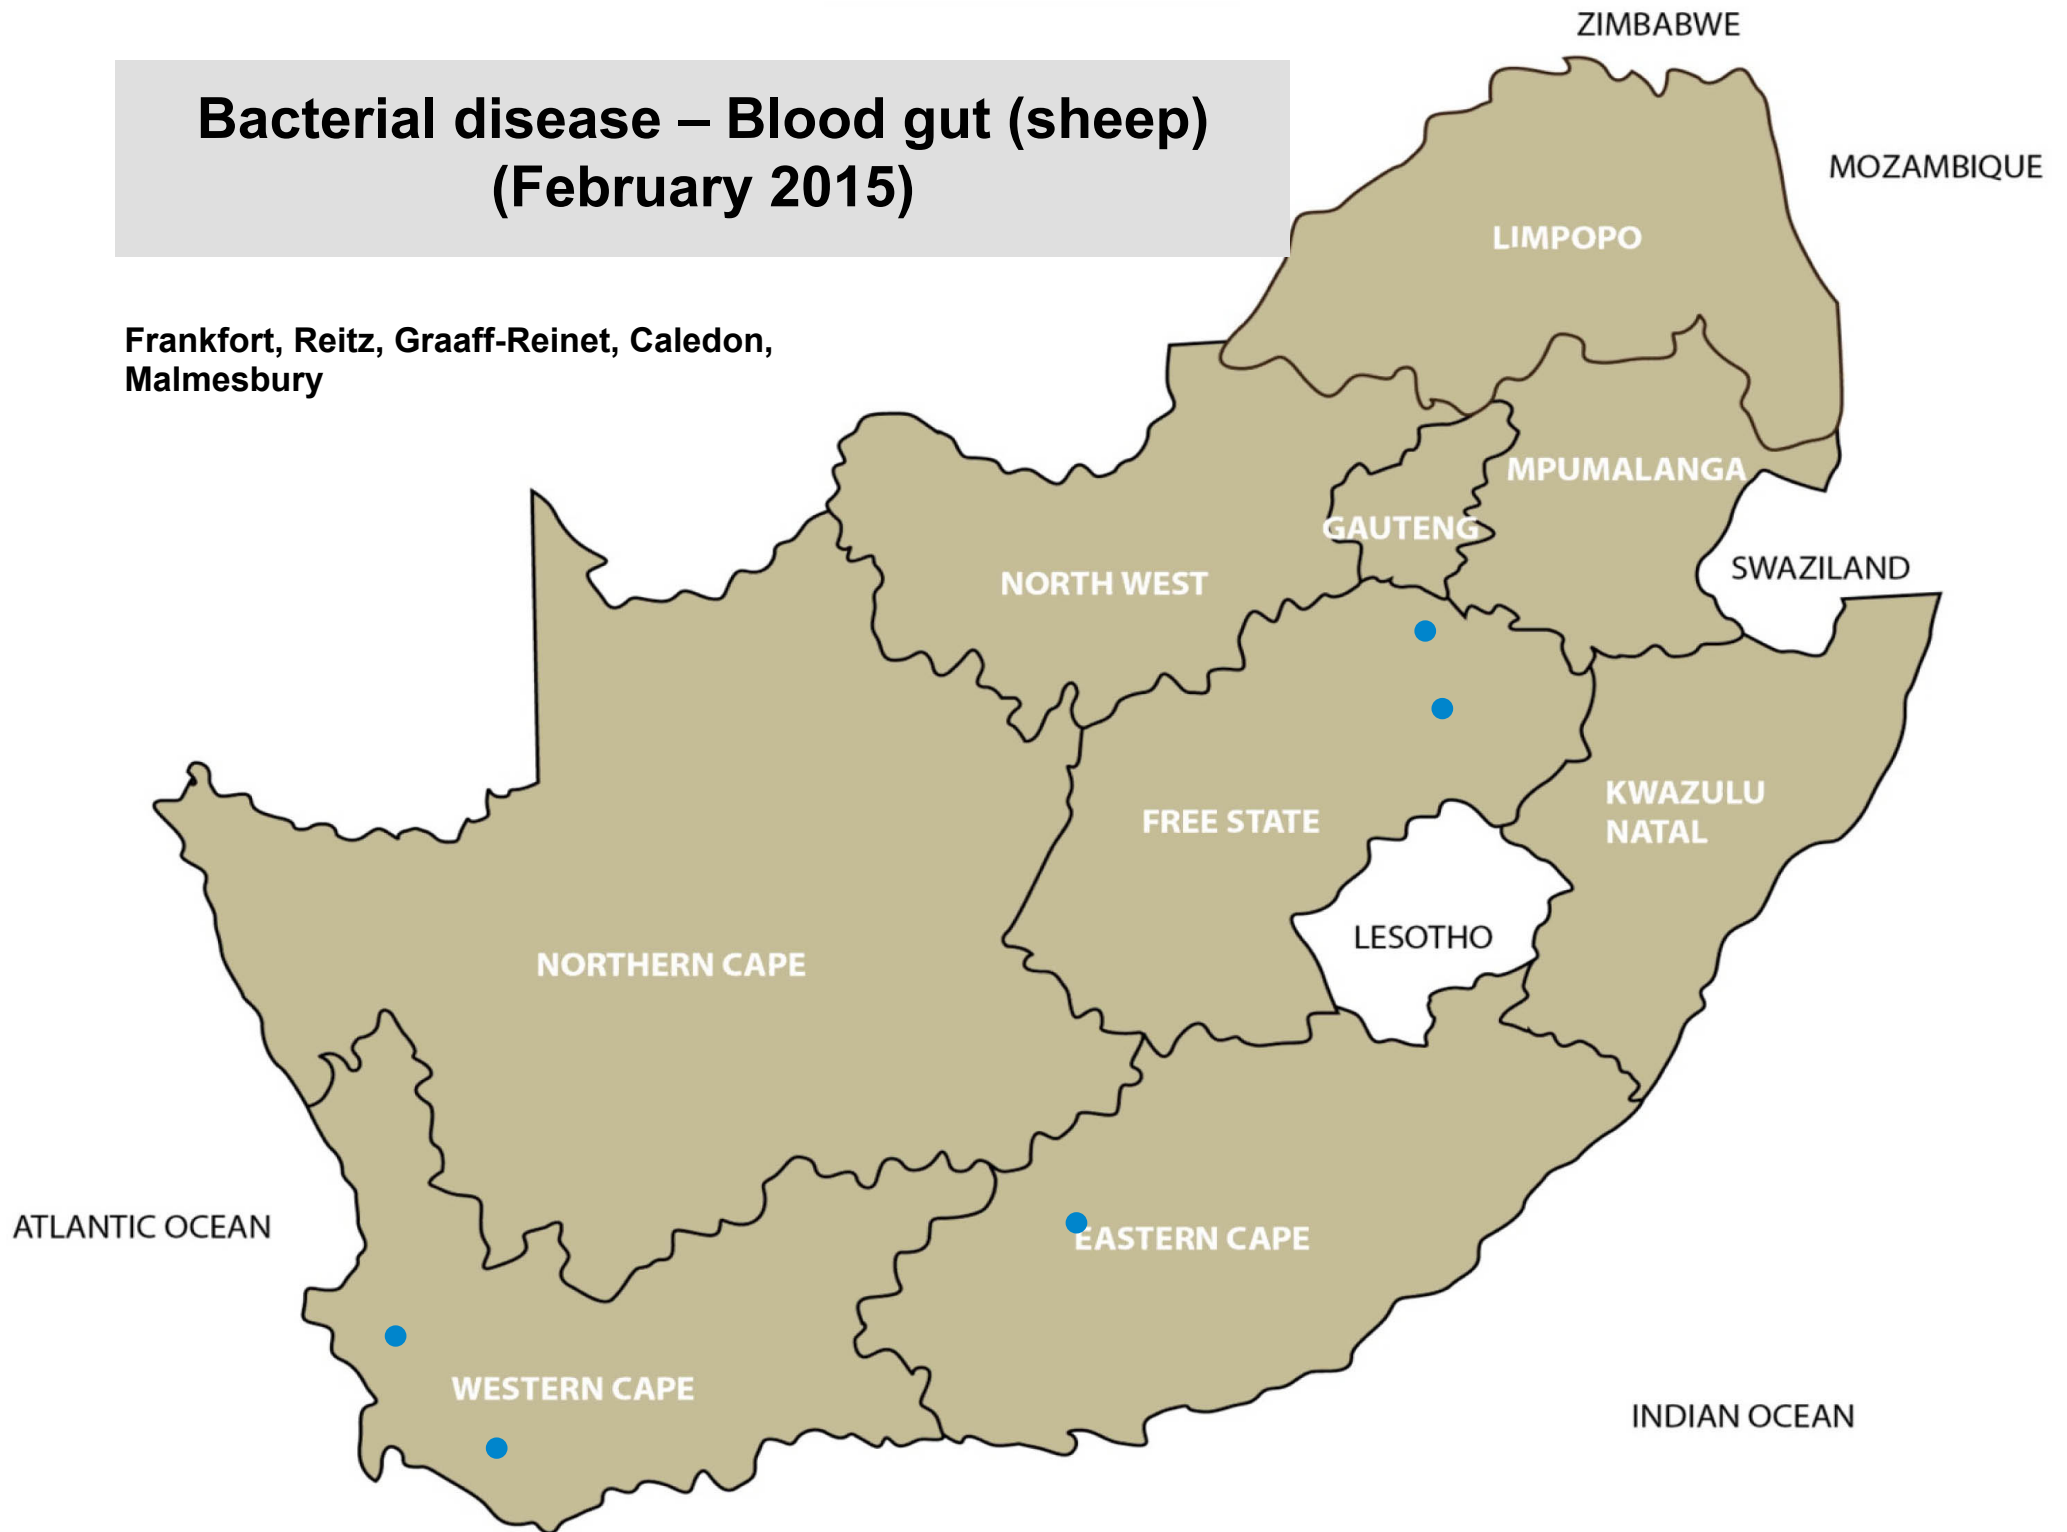 ZIMBABWE
Bacterial disease – Blood gut (sheep)
(February 2015)
MOZAMBIQUE
LIMPOPO
Frankfort, Reitz, Graaff-Reinet, Caledon,
Malmesbury
MPUMALANGA
GAUTENG
SWAZILAND
NORTH WEST
KWAZULU
NATAL
FREE STATE
LESOTHO
NORTHERN CAPE
ATLANTIC OCEAN
EASTERN CAPE
WESTERN CAPE
INDIAN OCEAN